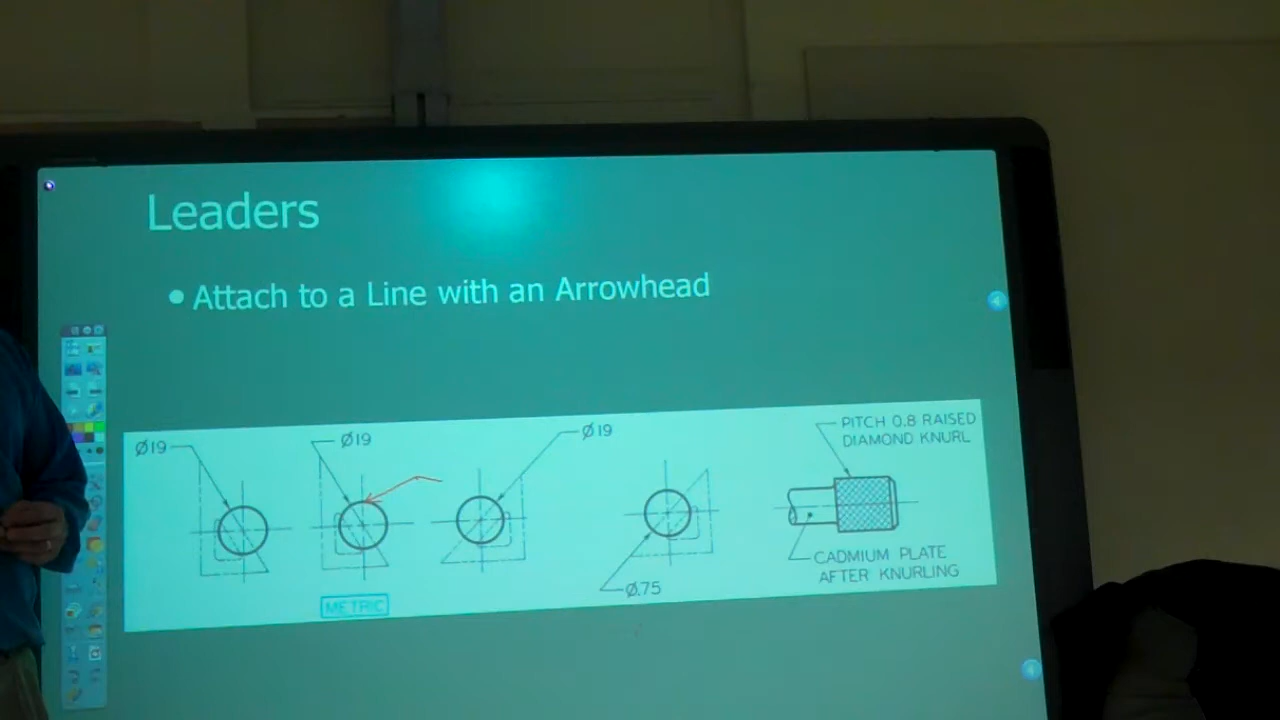 Leaders
• Attach to a Line with an Arrowhead
Ø19
Ø19
Ø19
PITCH 0.8 RAISED
DIAMOND KNURL
CADMIUM PLATE
AFTER KNURLING
Ø.75
METRIC